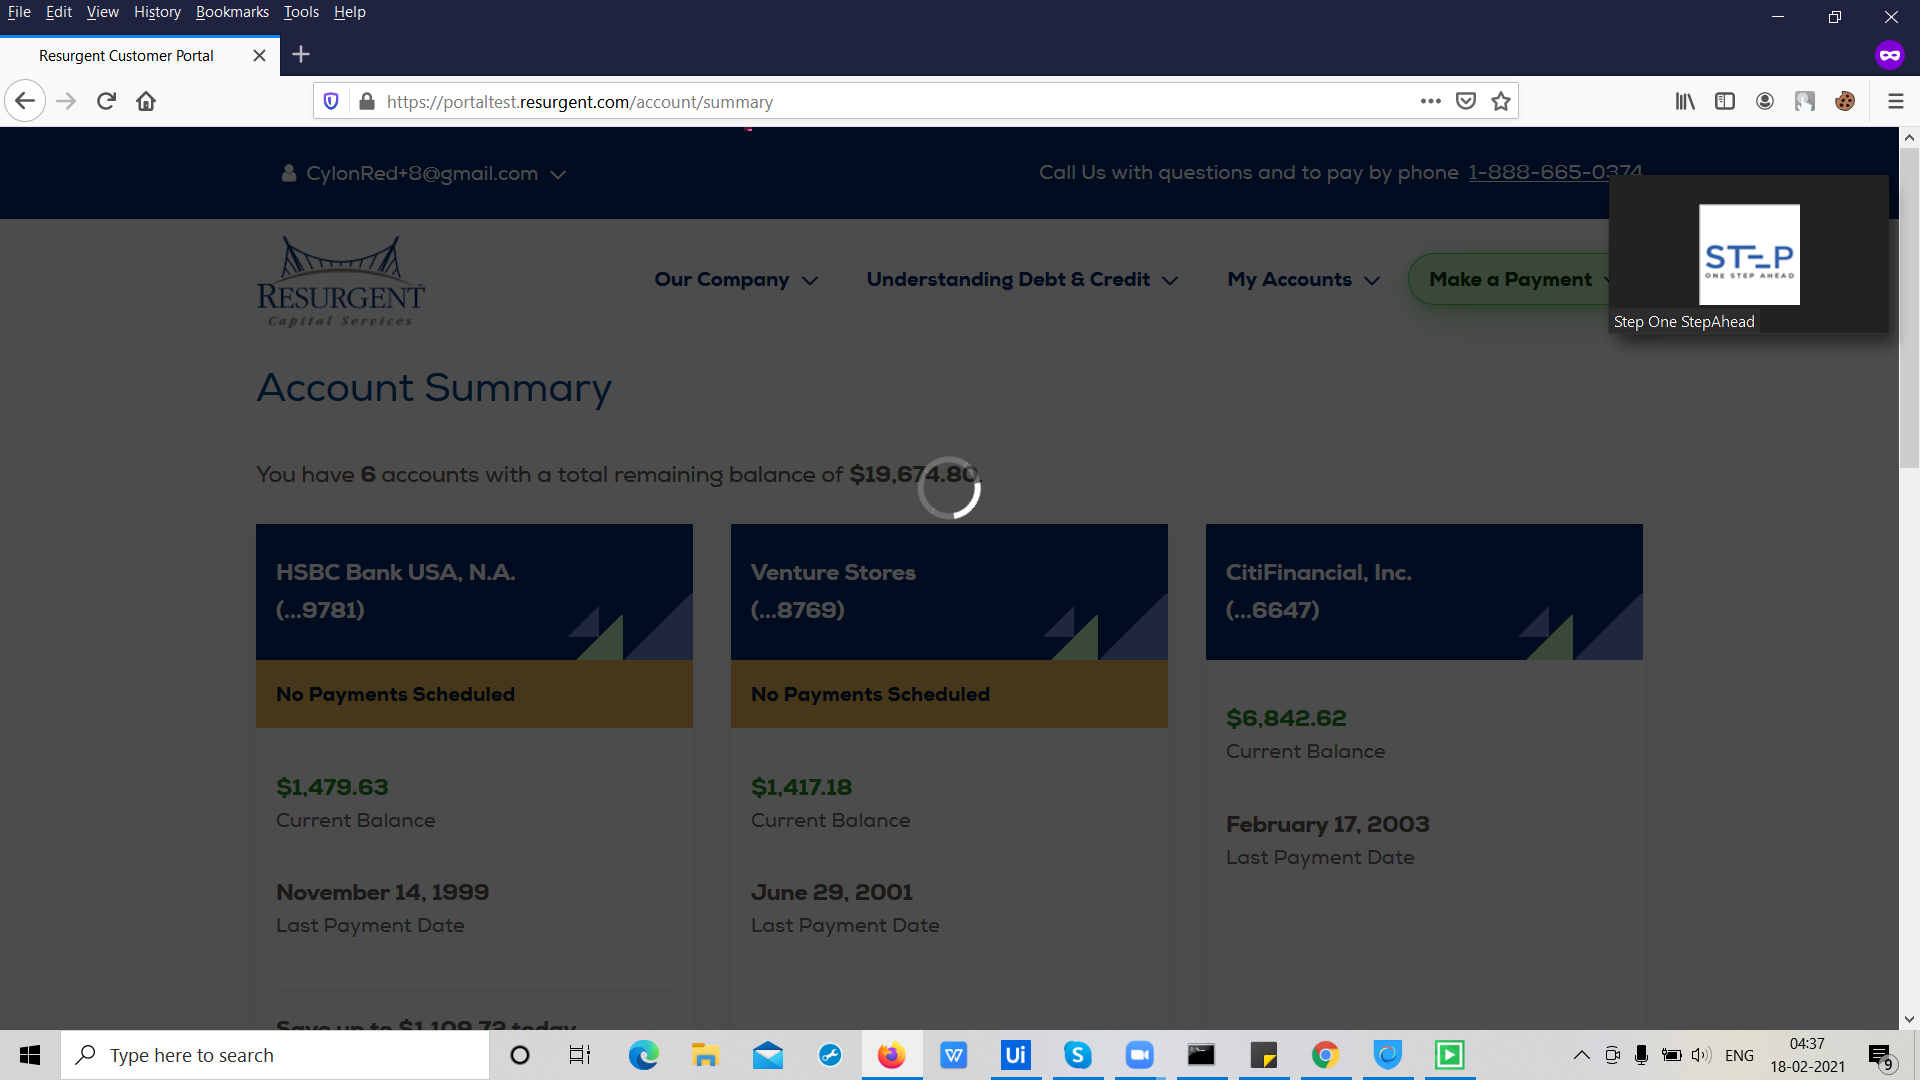 File Edit View History Bookmarks Tools Help
Resurgent Customer Portal
https://portaltest.resurgent.com/account/summary
CylonRed+8@gmail.com
Call Us with questions and to pay by phone 1-888-665-0374
RESURGENT
Capital Services
Our Company
Understanding Debt & Credit
My Accounts
Make a Payment
STEP
ONE STEP AHEAD
Step One StepAhead
Account Summary
You have 6 accounts with a total remaining balance of $19,674.80.
HSBC Bank USA, N.A.
(...9781)
No Payments Scheduled
$1,479.63
Current Balance
November 14, 1999
Last Payment Date
Save up to $1,109.72 today
Venture Stores
(...8769)
No Payments Scheduled
$1,417.18
Current Balance
June 29, 2001
Last Payment Date
CitiFinancial, Inc.
(...6647)
$6,842.62
Current Balance
February 17, 2003
Last Payment Date
Type here to search
W
Ui
S
ENG
04:37
18-02-2021
9